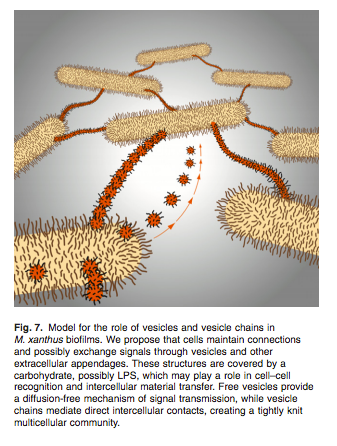 Fig. 7. Model for the role of vesicles and vesicle chains in
M. xanthus biofilms. We propose that cells maintain connections
and possibly exchange signals through vesicles and other
extracellular appendages. These structures are covered by a
carbohydrate, possibly LPS, which may play a role in cell–cell
recognition and intercellular material transfer. Free vesicles provide
a diffusion-free mechanism of signal transmission, while vesicle
chains mediate direct intercellular contacts, creating a tightly knit
multicellular community.